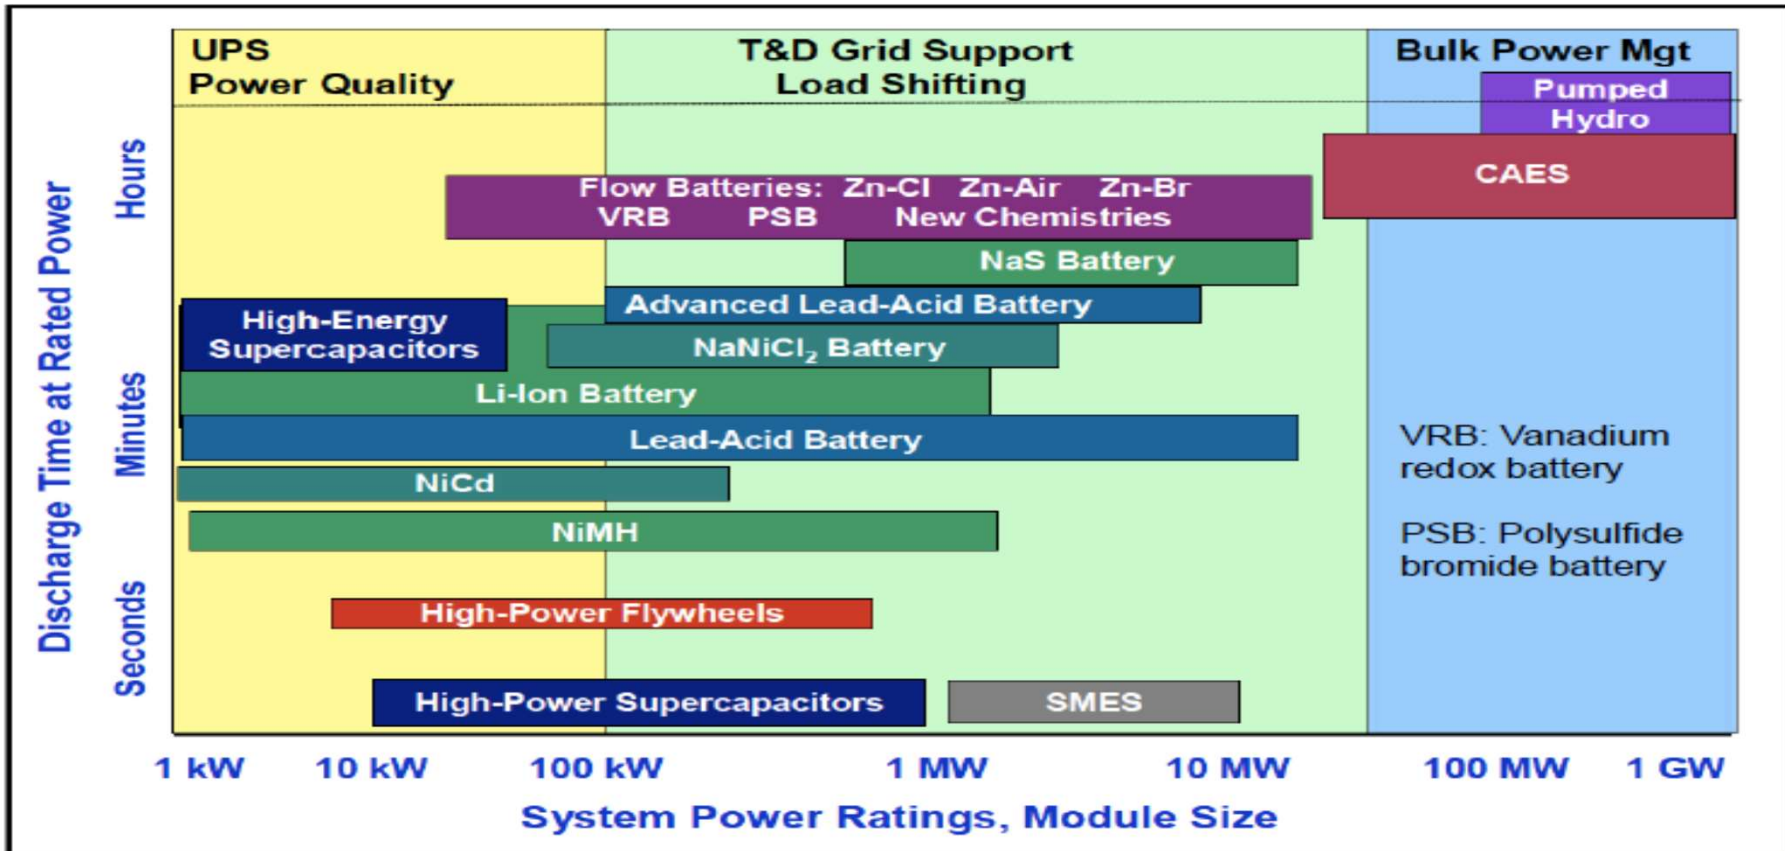 UPS
Power Quality
T&D Grid Support
Load Shifting
Bulk Power Mgt
Pumped
Hydro
CAES
Flow Batteries: Zn-Cl Zn-Air Zn-Br
VRB PSB New Chemistries
NaS Battery
Advanced Lead-Acid Battery
High-Energy
Supercapacitors
NaNiCl₂ Battery
Li-Ion Battery
Lead-Acid Battery
NiCd
NiMH
High-Power Flywheels
High-Power Supercapacitors
SMES
VRB: Vanadium
redox battery
PSB: Polysulfide
bromide battery
Discharge Time at Rated Power
Hours
Minutes
Seconds
1 kW 10 kW 100 kW 1 MW 10 MW 100 MW 1 GW
System Power Ratings, Module Size